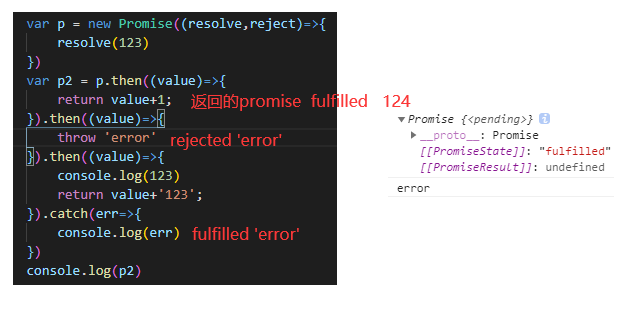 var p = new Promise((resolve,reject)=>{
    resolve(123)
})
var p2 = p.then((value)=>{
    return value+1; 返回的promise fulfilled 124
}).then((value)=>{
    throw 'error' rejected 'error'
}).then((value)=>{
    console.log(123)
    return value+'123';
}).catch(err=>{
    console.log(err) fulfilled 'error'
})
console.log(p2)
▼Promise {<pending>} i
▶__proto__: Promise
[[PromiseState]]: "fulfilled"
[[PromiseResult]]: undefined
error